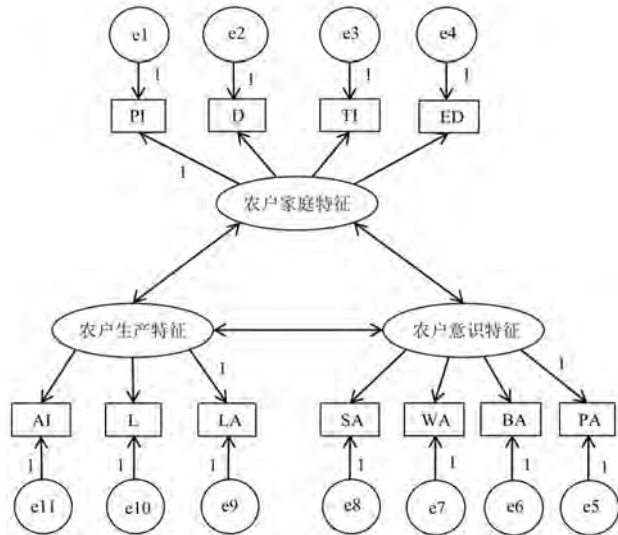 e1 e2 e3 e4
1 1 1 1
PI D TI ED
1
农户家庭特征
农户生产特征 农户意识特征
1 1
AI L LA SA WA BA PA
1 1 1 1 1 1 1
e11 e10 e9 e8 e7 e6 e5